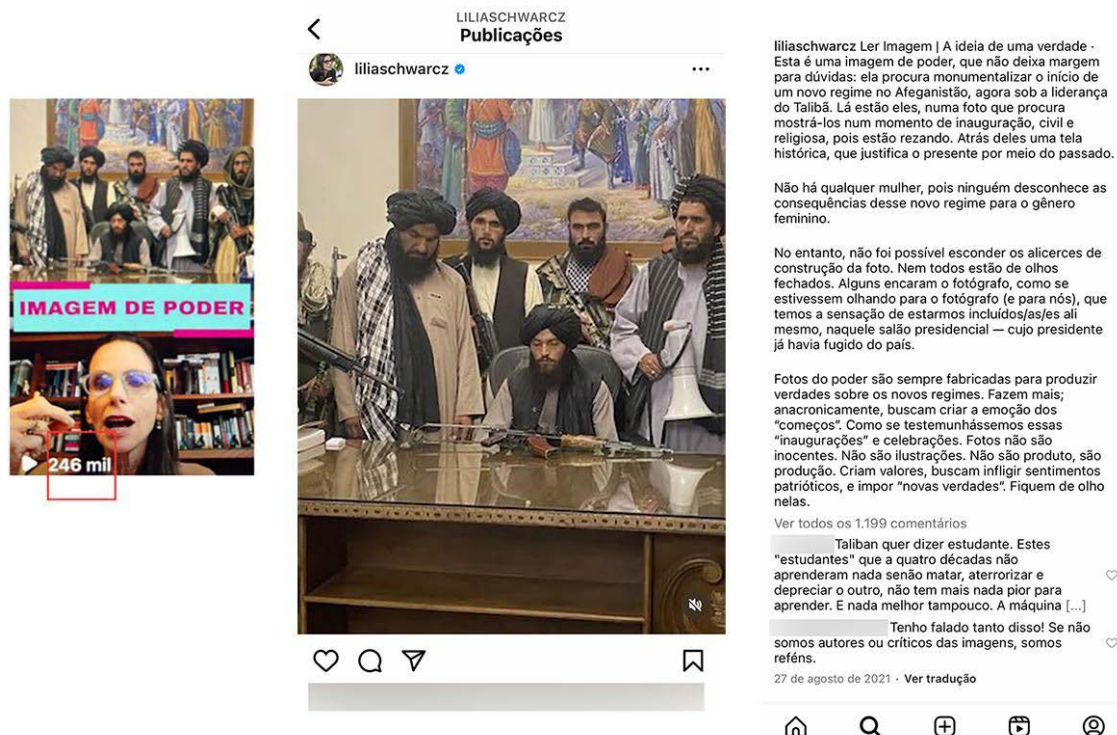 IMAGEM DE PODER
246 mil
LILIASCHWARCZ
Publicações
liliaschwarcz
liliaschwarcz Ler Imagem | A ideia de uma verdade ·
Esta é uma imagem de poder, que não deixa margem
para dúvidas: ela procura monumentalizar o início de
um novo regime no Afeganistão, agora sob a liderança
do Talibã. Lá estão eles, numa foto que procura
mostrá-los num momento de inauguração, civil e
religiosa, pois estão rezando. Atrás deles uma tela
histórica, que justifica o presente por meio do passado.
Não há qualquer mulher, pois ninguém desconhece as
consequências desse novo regime para o gênero
feminino.
No entanto, não foi possível esconder os alicerces de
construção da foto. Nem todos estão de olhos
fechados. Alguns encaram o fotógrafo, como se
estivessem olhando para o fotógrafo (e para nós), que
temos a sensação de estarmos incluídos/as/es ali
mesmo, naquele salão presidencial — cujo presidente
já havia fugido do país.
Fotos do poder são sempre fabricadas para produzir
verdades sobre os novos regimes. Fazem mais;
anacronicamente, buscam criar a emoção dos
“começos”. Como se testemunhássemos essas
“inaugurações” e celebrações. Fotos não são
inocentes. Não são ilustrações. Não são produto, são
produção. Criam valores, buscam infligir sentimentos
patrióticos, e impor “novas verdades“. Fiquem de olho
nelas.
Ver todos os 1.199 comentários
Taliban quer dizer estudante. Estes
"estudantes" que a quatro décadas não
aprenderam nada senão matar, aterrorizar e
depreciar o outro, não tem mais nada pior para
aprender. E nada melhor tampouco. A máquina [...]
Tenho falado tanto disso! Se não
somos autores ou críticos das imagens, somos
reféns.
27 de agosto de 2021 · Ver tradução